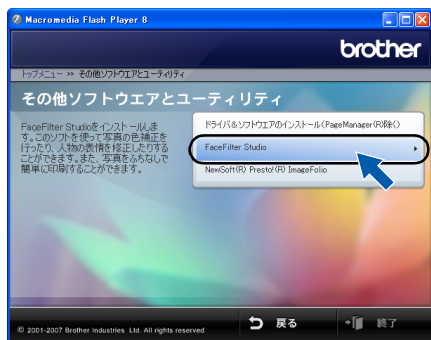 Macromedia Flash Player 8
brother
トップメニュー >> その他ソフトウエアとユーティリティ
その他ソフトウエアとユーティリティ
FaceFilter Studioをインストールしま
す。このソフトを使って写真の色補正を
行ったり、人物の表情を修正したりする
ことができます。また、写真をふちなしで
簡単に印刷することができます。
ドライバ&ソフトウエアのインストール(PageManager(R)除く)
FaceFilter Studio
NewSoft(R) Presto!(R) ImageFolio
© 2001-2007 Brother Industries Ltd. All rights reserved
戻る
終了